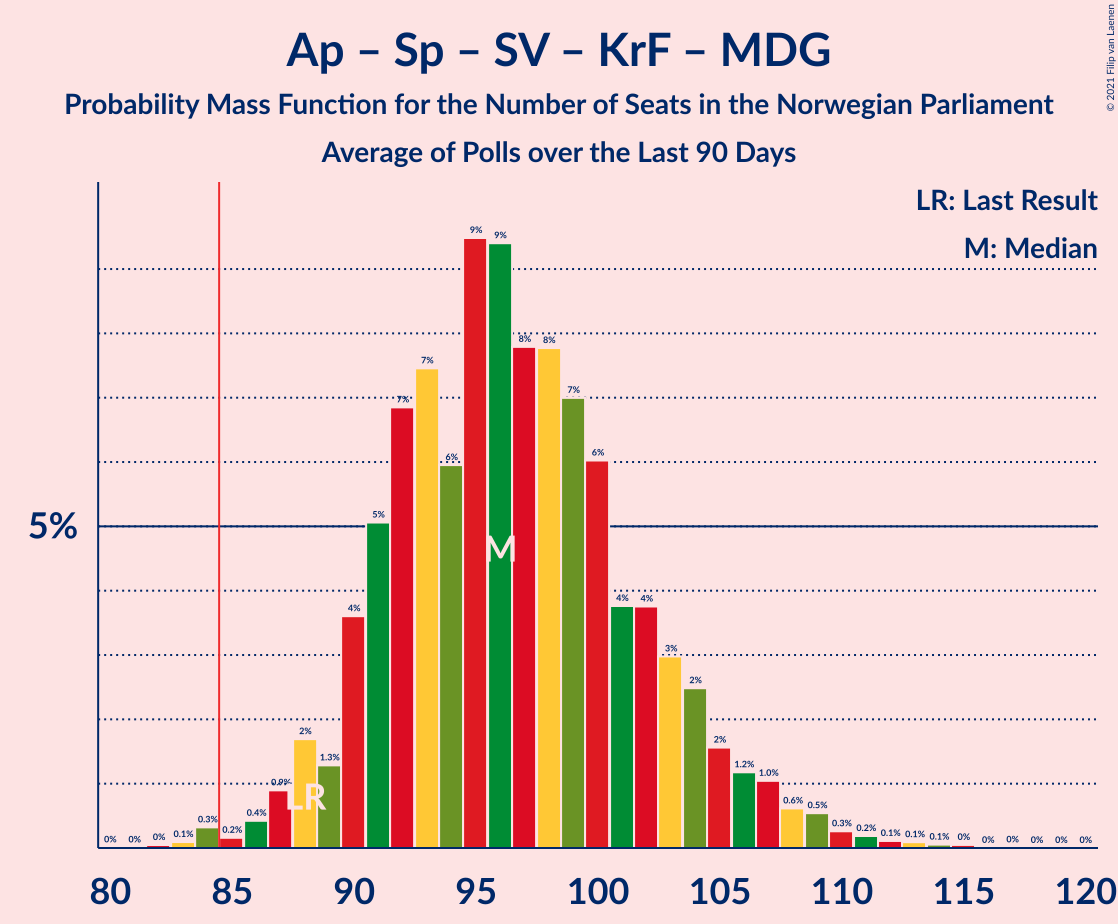 Ap – Sp – SV – KrF – MDG
Probability Mass Function for the Number of Seats in the Norwegian Parliament
Average of Polls over the Last 90 Days
© 2021 Filip van Laenen
LR: Last Result
M: Median
9% 9%
8% 8%
7%
7%
7%
6%
6%
5%
5%
M
4%
4% 4%
3%
2%
2%
2%
1.3%
1.2%
1.0%
0.9%
LR
0.6%
0.5%
0.4%
0.3%
0.3%
0.2%
0.2%
0% 0% 0% 0.1% 0.1% 0.1% 0.1% 0% 0% 0% 0% 0% 0%
80 85 90 95 100 105 110 115 120